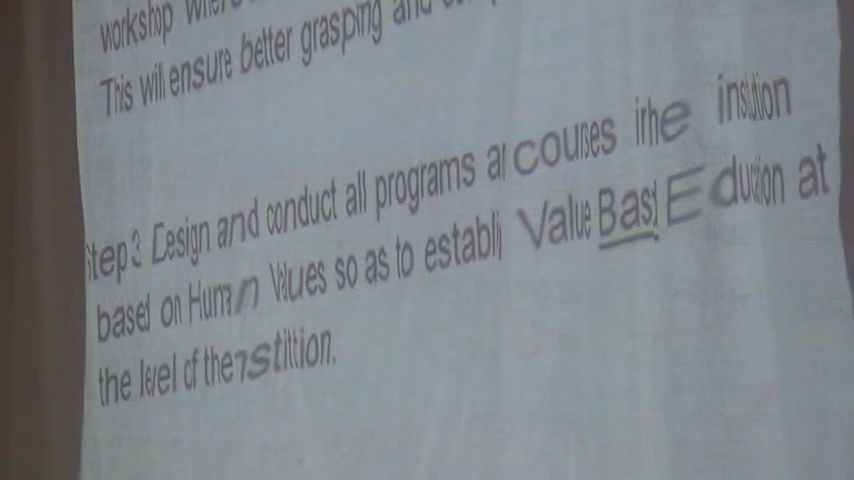 workshop
This will ensure better grasping and
Step 3 Design and conduct all programs and courses in the institution
based on Human Values so as to establish Value Based Education at
the level of the institution.